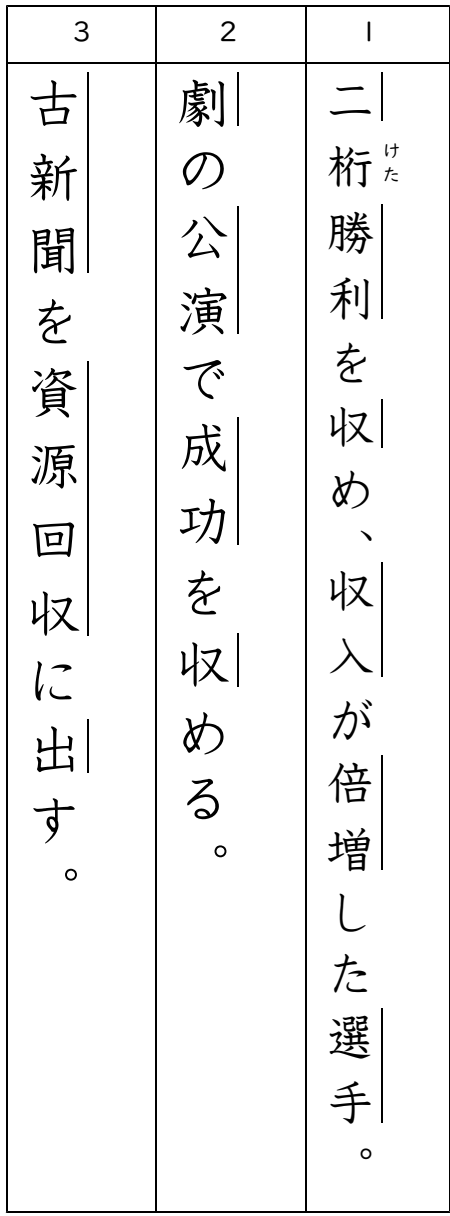 1
二桁勝利を収め、収入が倍増した選手。
けた
2
劇の公演で成功を収める。
3
古新聞を資源回収に出す。